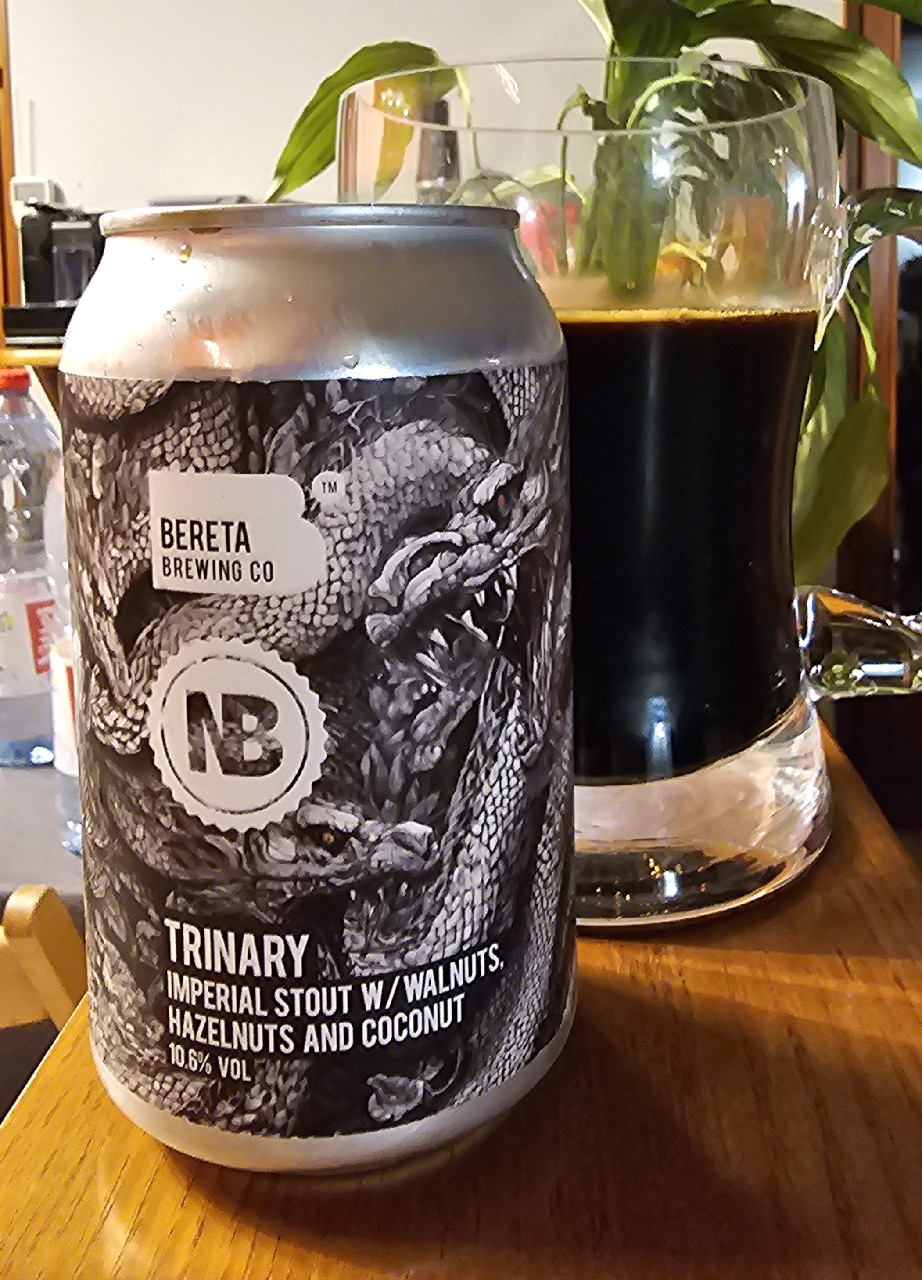 BERETA
BREWING CO
TM
NB
TRINARY
IMPERIAL STOUT W/WALNUTS,
HAZELNUTS AND COCONUT
10.6% VOL